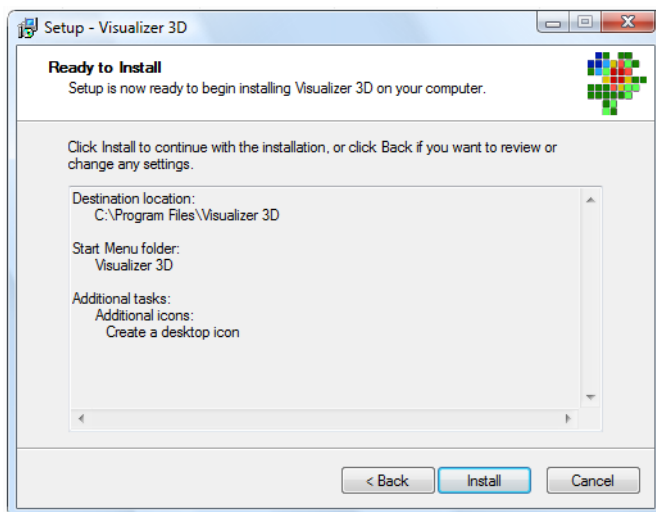 Setup - Visualizer 3D
Ready to Install
Setup is now ready to begin installing Visualizer 3D on your computer.
Click Install to continue with the installation, or click Back if you want to review or
change any settings.
Destination location:
C:\Program Files\Visualizer 3D
Start Menu folder:
Visualizer 3D
Additional tasks:
Additional icons:
Create a desktop icon
< Back
Install
Cancel